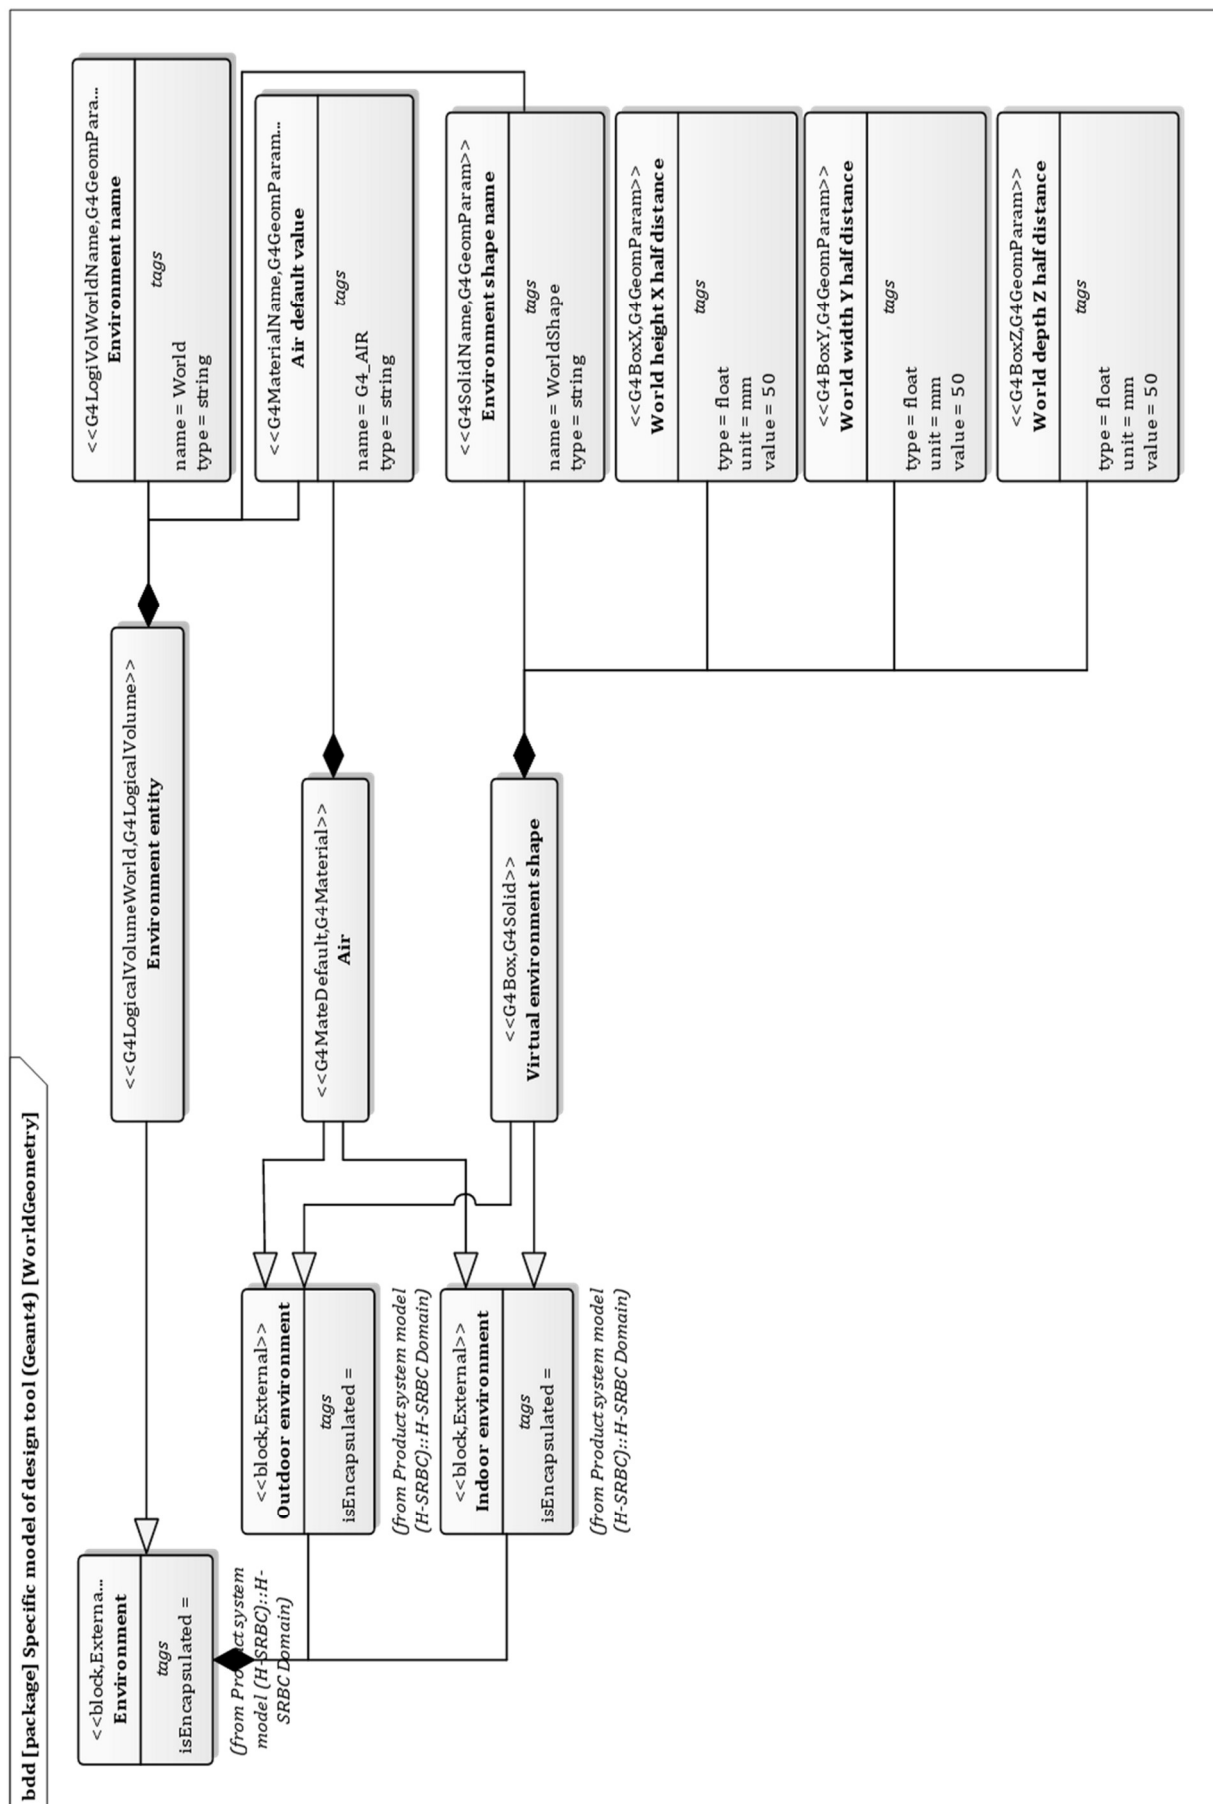 bdd [package] Specific model of design tool (Geant4) [WorldGeometry]
<<block,Externa...
Environment
tags
isEncapsulated =
(from Product system
model (H-SRBC)::H-
SRBC Domain)
<<block,External>>
Outdoor environment
tags
isEncapsulated =
(from Product system model
(H-SRBC)::H-SRBC Domain)
<<block,External>>
Indoor environment
tags
isEncapsulated =
(from Product system model
(H-SRBC)::H-SRBC Domain)
<<G4LogicalVolumeWorld,G4LogicalVolume>>
Environment entity
<<G4MateDefault,G4Material>>
Air
<<G4Box,G4Solid>>
Virtual environment shape
<<G4LogiVolWorldName,G4GeomPara...
Environment name
tags
name = World
type = string
<<G4MaterialName,G4GeomParam...
Air default value
tags
name = G4_AIR
type = string
<<G4SolidName,G4GeomParam>>
Environment shape name
tags
name = WorldShape
type = string
<<G4BoxX,G4GeomParam>>
World height X half distance
tags
type = float
unit = mm
value = 50
<<G4BoxY,G4GeomParam>>
World width Y half distance
tags
type = float
unit = mm
value = 50
<<G4BoxZ,G4GeomParam>>
World depth Z half distance
tags
type = float
unit = mm
value = 50